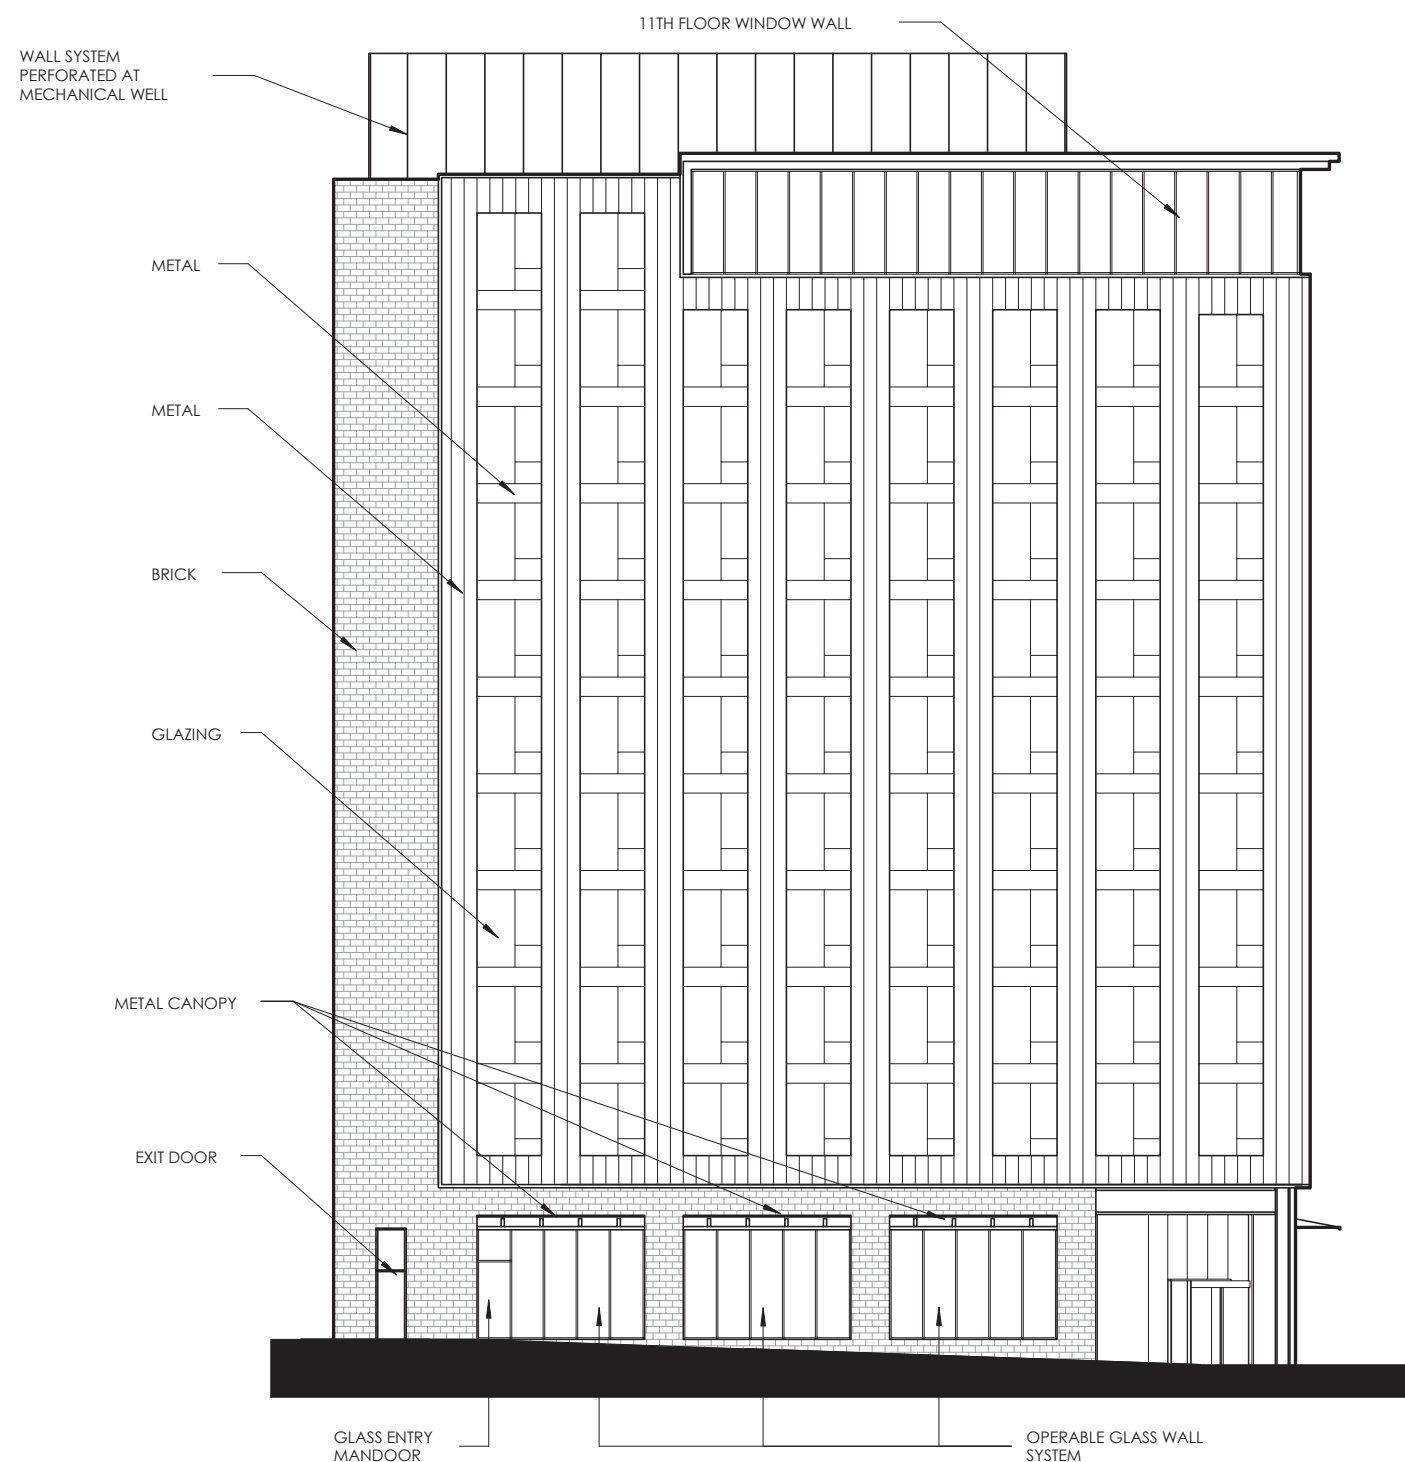 11TH FLOOR WINDOW WALL
WALL SYSTEM
PERFORATED AT
MECHANICAL WELL
METAL
METAL
BRICK
GLAZING
METAL CANOPY
EXIT DOOR
GLASS ENTRY
MANDOOR
OPERABLE GLASS WALL
SYSTEM